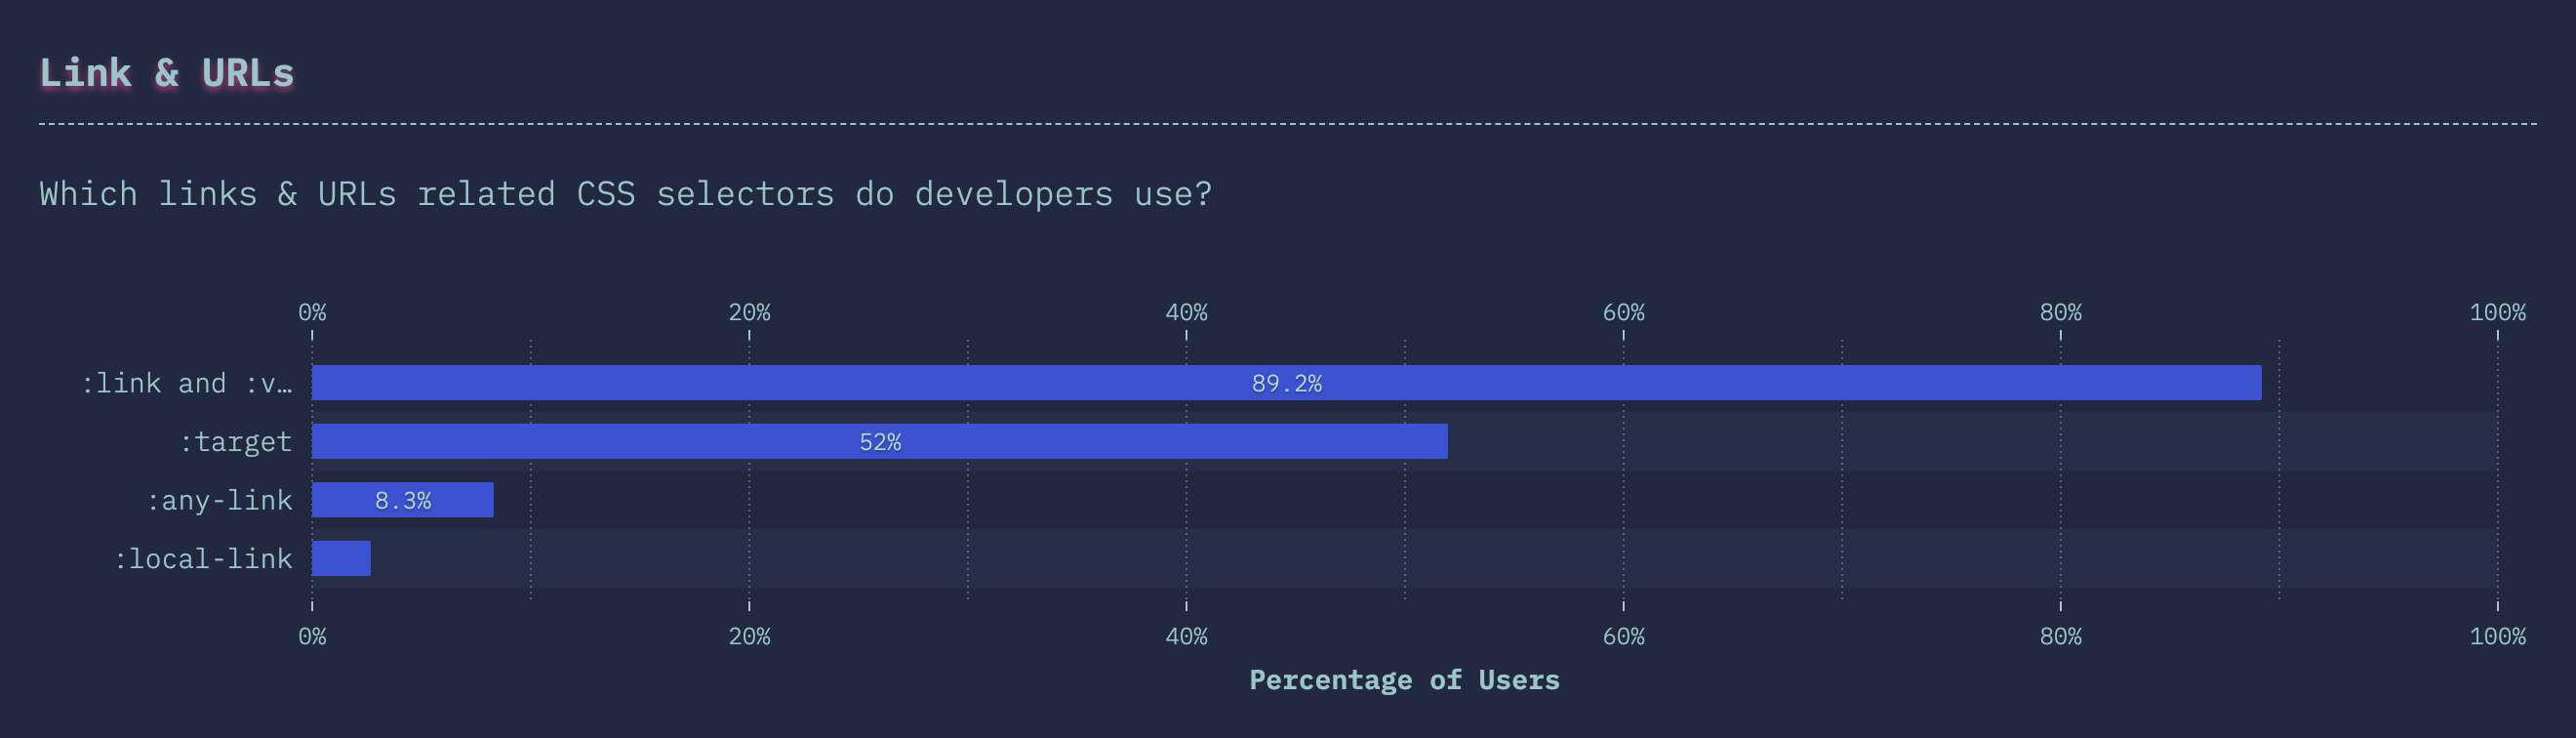 Link & URLs
Which links & URLs related CSS selectors do developers use?
0% 20% 40% 60% 80% 100%
:link and :v… 89.2%
:target 52%
:any-link 8.3%
:local-link
0% 20% 40% 60% 80% 100%
Percentage of Users